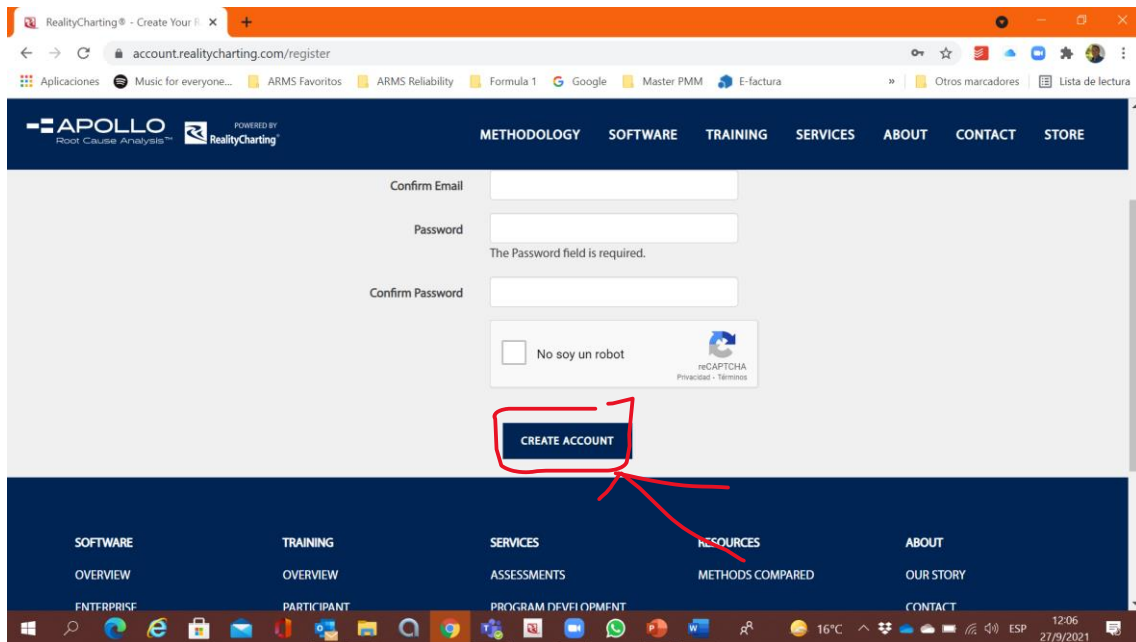 RealityCharting® - Create Your R
account.realitycharting.com/register
Aplicaciones Music for everyone... ARMS Favoritos ARMS Reliability Formula 1 Google Master PMM E-factura » Otros marcadores Lista de lectura
APOLLO
Root Cause Analysis™
POWERED BY
RealityCharting®
METHODOLOGY SOFTWARE TRAINING SERVICES ABOUT CONTACT STORE
Confirm Email
Password
The Password field is required.
Confirm Password
No soy un robot
reCAPTCHA
Privacidad - Términos
CREATE ACCOUNT
SOFTWARE TRAINING SERVICES RESOURCES ABOUT
OVERVIEW OVERVIEW ASSESSMENTS METHODS COMPARED OUR STORY
ENTERPRISE PARTICIPANT PROGRAM DEVELOPMENT CONTACT
16°C ESP 12:06
27/9/2021